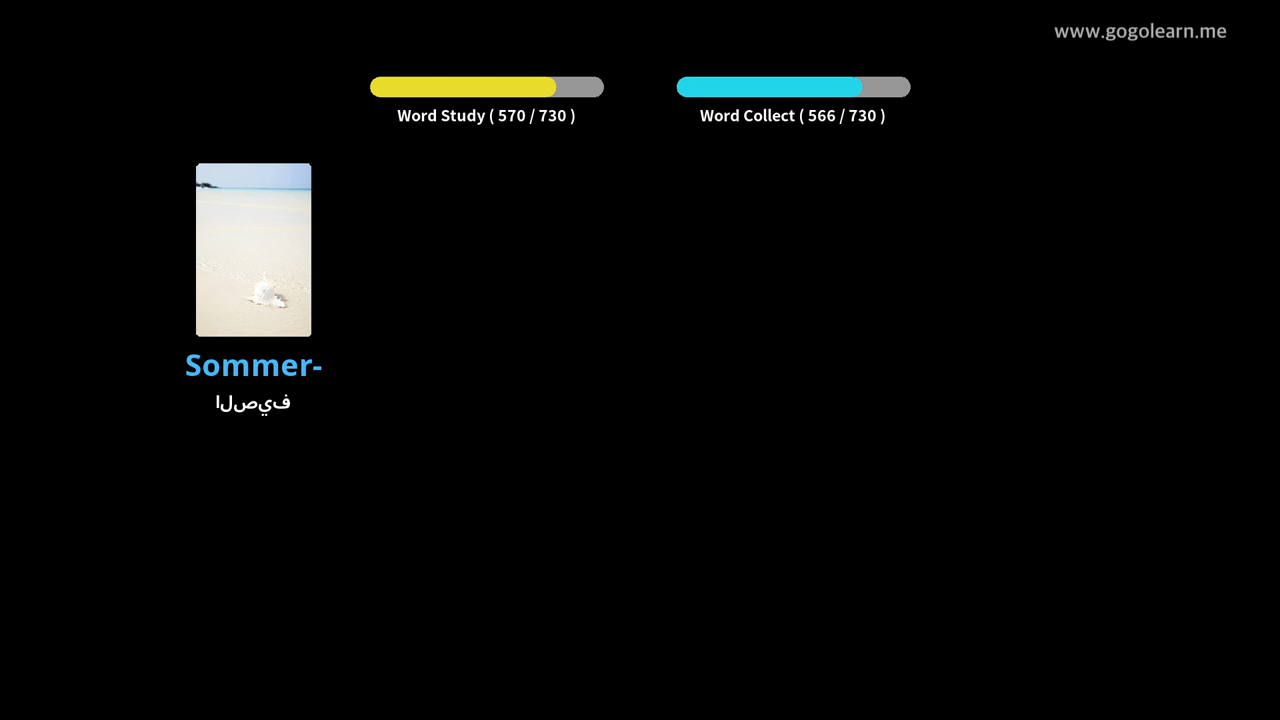 www.gogolearn.me
Word Study ( 570 / 730 )
Word Collect ( 566 / 730 )
Sommer-
الصيف